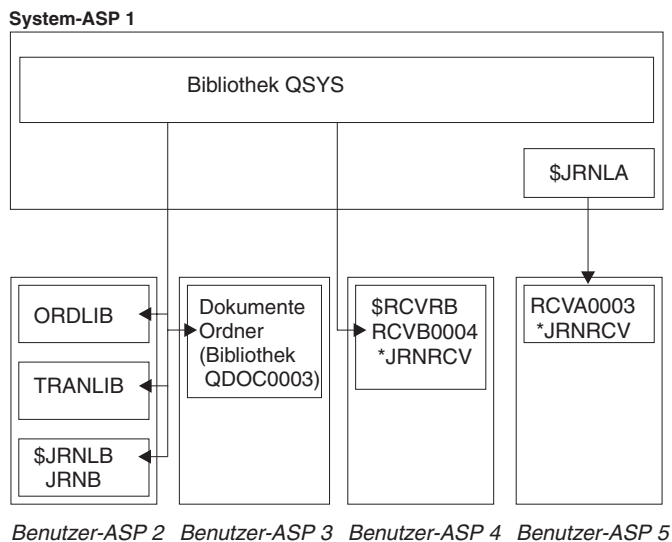 System-ASP 1
Bibliothek QSYS
$JRNLA
ORDLIB
TRANLIB
$JRNLB
JRNB
Dokumente
Ordner
(Bibliothek
QDOC0003)
$RCVRB
RCVB0004
*JRNRCV
RCVA0003
*JRNRCV
Benutzer-ASP 2
Benutzer-ASP 3
Benutzer-ASP 4
Benutzer-ASP 5